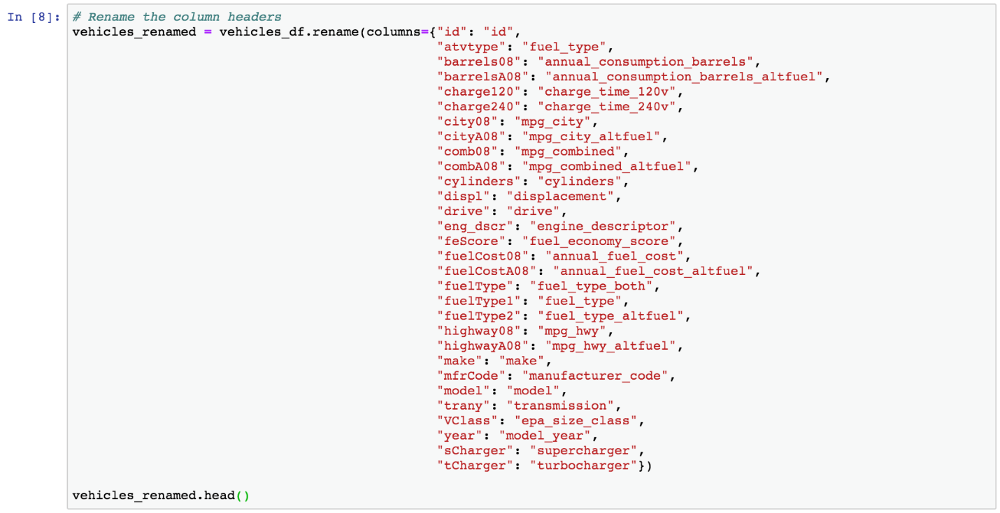 In [8]: # Rename the column headers
vehicles_renamed = vehicles_df.rename(columns={"id": "id",
"atvtype": "fuel_type",
"barrels08": "annual_consumption_barrels",
"barrelsA08": "annual_consumption_barrels_altfuel",
"charge120": "charge_time_120v",
"charge240": "charge_time_240v",
"city08": "mpg_city",
"cityA08": "mpg_city_altfuel",
"comb08": "mpg_combined",
"combA08": "mpg_combined_altfuel",
"cylinders": "cylinders",
"displ": "displacement",
"drive": "drive",
"eng_dscr": "engine_descriptor",
"feScore": "fuel_economy_score",
"fuelCost08": "annual_fuel_cost",
"fuelCostA08": "annual_fuel_cost_altfuel",
"fuelType": "fuel_type_both",
"fuelType1": "fuel_type",
"fuelType2": "fuel_type_altfuel",
"highway08": "mpg_hwy",
"highwayA08": "mpg_hwy_altfuel",
"make": "make",
"mfrCode": "manufacturer_code",
"model": "model",
"trany": "transmission",
"VClass": "epa_size_class",
"year": "model_year",
"sCharger": "supercharger",
"tCharger": "turbocharger"})
vehicles_renamed.head()